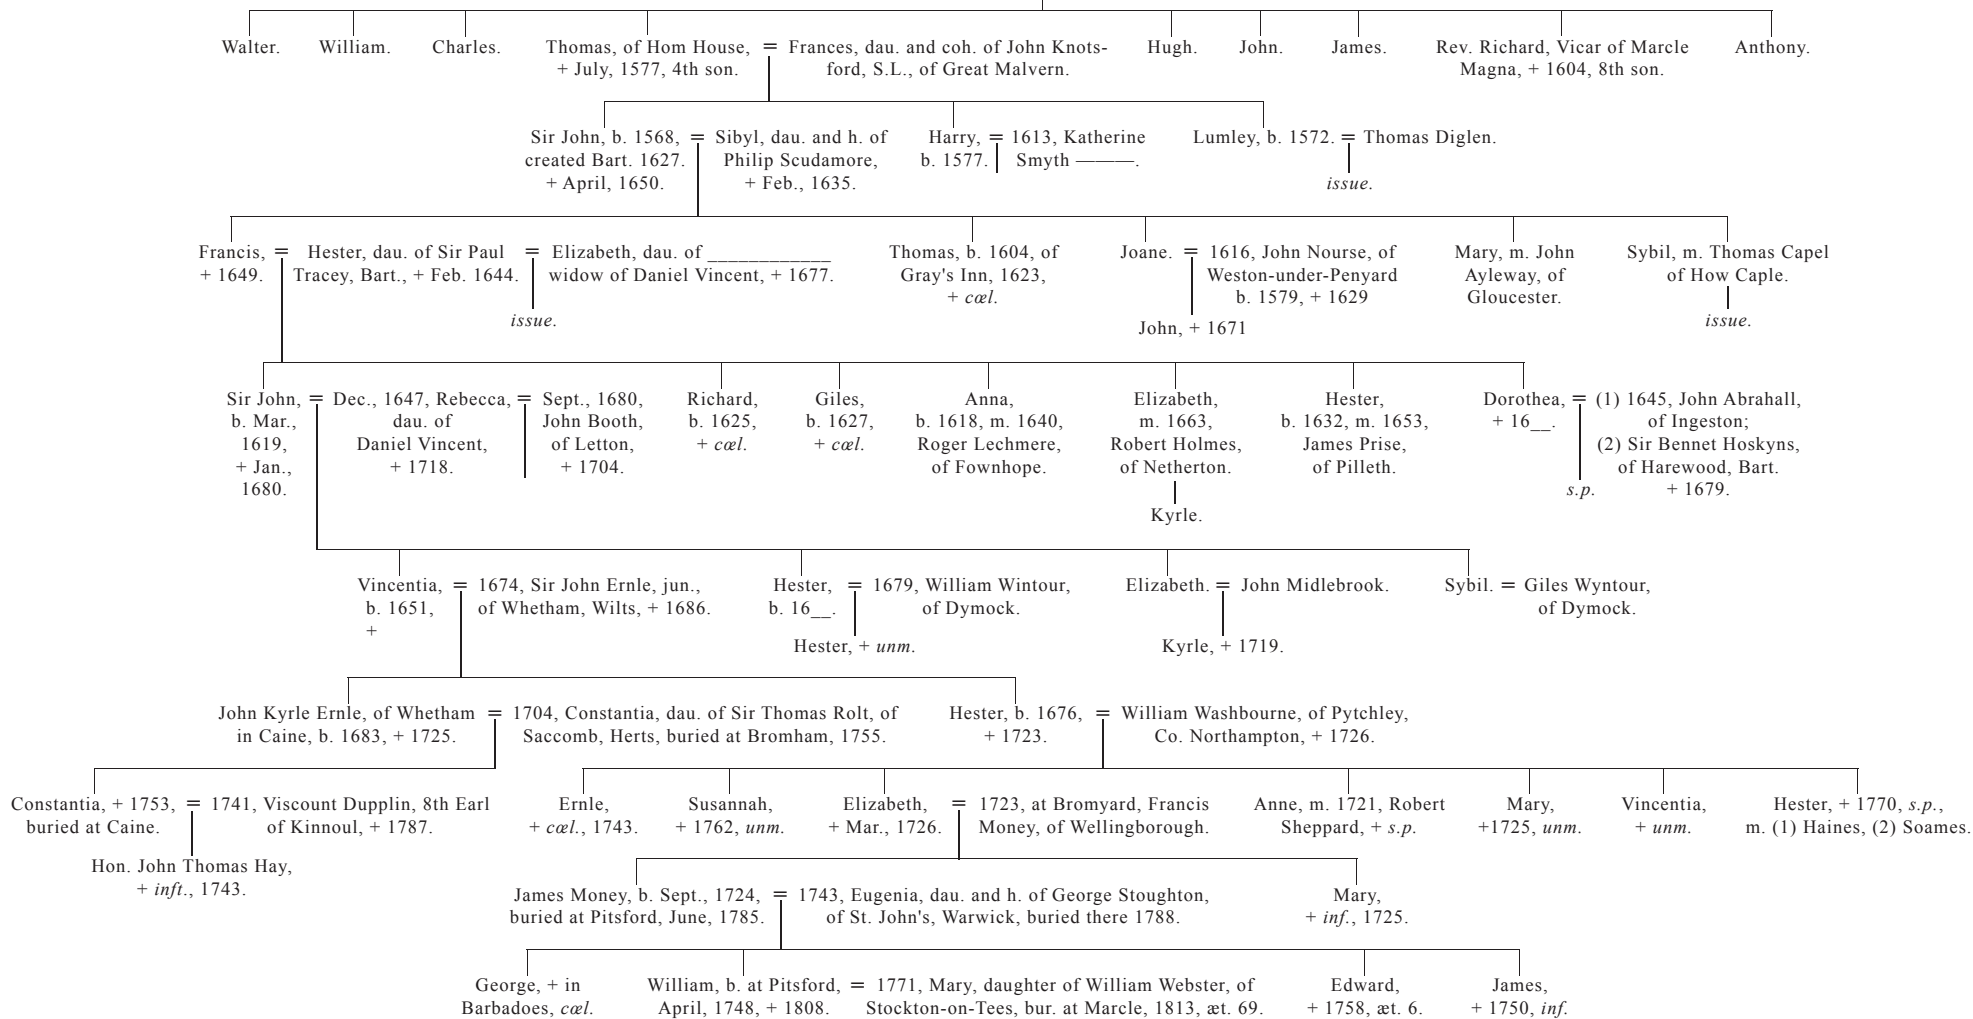 Walter.
William.
Charles.
Thomas, of Hom House,
+ July, 1577, 4th son.
=
Frances, dau. and coh. of John Knots-
ford, S.L., of Great Malvern.
Hugh.
John.
James.
Rev. Richard, Vicar of Marcle
Magna, + 1604, 8th son.
Anthony.
Sir John, b. 1568,
created Bart. 1627.
+ April, 1650.
=
Sibyl, dau. and h. of
Philip Scudamore,
+ Feb., 1635.
Harry,
b. 1577.
=
1613, Katherine
Smyth ———.
Lumley, b. 1572. = Thomas Diglen.
issue.
Francis,
+ 1649.
=
Hester, dau. of Sir Paul
Tracey, Bart., + Feb. 1644.
=
Elizabeth, dau. of ____________
widow of Daniel Vincent, + 1677.
issue.
Thomas, b. 1604, of
Gray's Inn, 1623,
+ cœl.
Joane.
=
1616, John Nourse, of
Weston-under-Penyard
b. 1579, + 1629
John, + 1671
Mary, m. John
Ayleway, of
Gloucester.
Sybil, m. Thomas Capel
of How Caple.
issue.
Sir John,
b. Mar.,
1619,
+ Jan.,
1680.
=
Dec., 1647, Rebecca,
dau. of
Daniel Vincent,
+ 1718.
=
Sept., 1680,
John Booth,
of Letton,
+ 1704.
Richard,
b. 1625,
+ cœl.
Giles,
b. 1627,
+ cœl.
Anna,
b. 1618, m. 1640,
Roger Lechmere,
of Fownhope.
Elizabeth,
m. 1663,
Robert Holmes,
of Netherton.
Kyrle.
Hester,
b. 1632, m. 1653,
James Prise,
of Pilleth.
Dorothea,
+ 16__.
=
(1) 1645, John Abrahall,
of Ingeston;
(2) Sir Bennet Hoskyns,
of Harewood, Bart.
+ 1679.
s.p.
Vincentia,
b. 1651,
+
=
1674, Sir John Ernle, jun.,
of Whetham, Wilts, + 1686.
Hester,
b. 16__.
=
1679, William Wintour,
of Dymock.
Hester, + unm.
Elizabeth. = John Midlebrook.
Kyrle, + 1719.
Sybil. = Giles Wyntour,
of Dymock.
John Kyrle Ernle, of Whetham
in Caine, b. 1683, + 1725.
=
1704, Constantia, dau. of Sir Thomas Rolt, of
Saccomb, Herts, buried at Bromham, 1755.
Hester, b. 1676,
+ 1723.
=
William Washbourne, of Pytchley,
Co. Northampton, + 1726.
Constantia, + 1753,
buried at Caine.
=
1741, Viscount Dupplin, 8th Earl
of Kinnoul, + 1787.
Hon. John Thomas Hay,
+ inft., 1743.
Ernle,
+ cœl., 1743.
Susannah,
+ 1762, unm.
Elizabeth,
+ Mar., 1726.
=
1723, at Bromyard, Francis
Money, of Wellingborough.
Anne, m. 1721, Robert
Sheppard, + s.p.
Mary,
+1725, unm.
Vincentia,
+ unm.
Hester, + 1770, s.p.,
m. (1) Haines, (2) Soames.
James Money, b. Sept., 1724,
buried at Pitsford, June, 1785.
=
1743, Eugenia, dau. and h. of George Stoughton,
of St. John's, Warwick, buried there 1788.
Mary,
+ inf., 1725.
George, + in
Barbadoes, cœl.
William, b. at Pitsford,
April, 1748, + 1808.
=
1771, Mary, daughter of William Webster, of
Stockton-on-Tees, bur. at Marcle, 1813, æt. 69.
Edward,
+ 1758, æt. 6.
James,
+ 1750, inf.